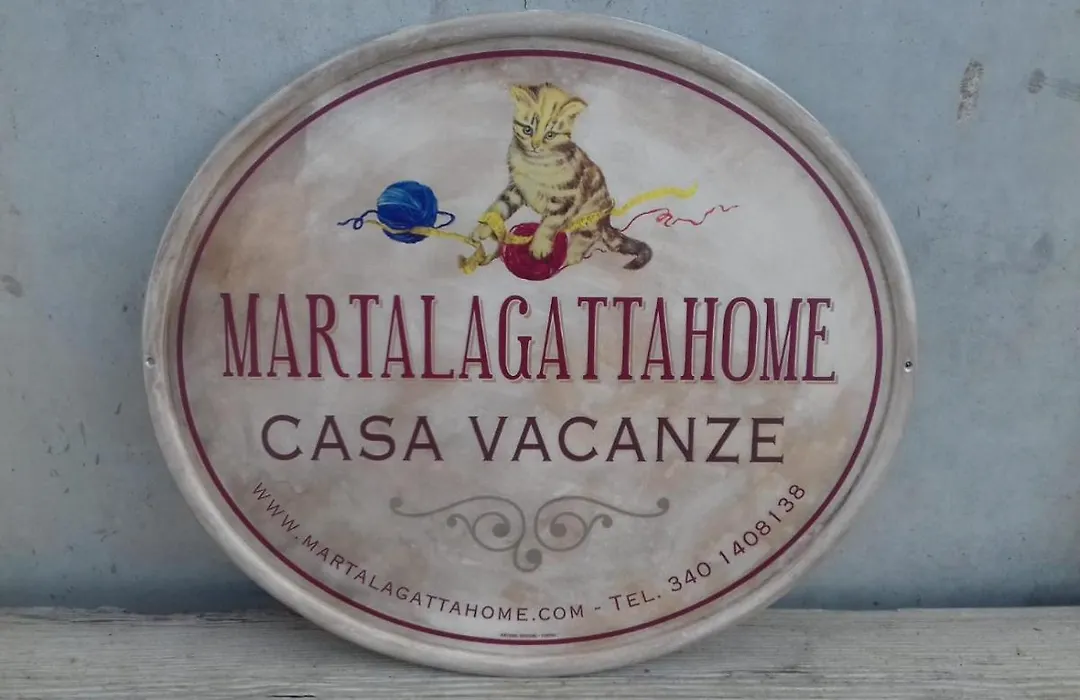 MARTALAGATTAHOME
CASA VACANZE
WWW.MARTALAGATTAHOME.COM - TEL. 340 1408138